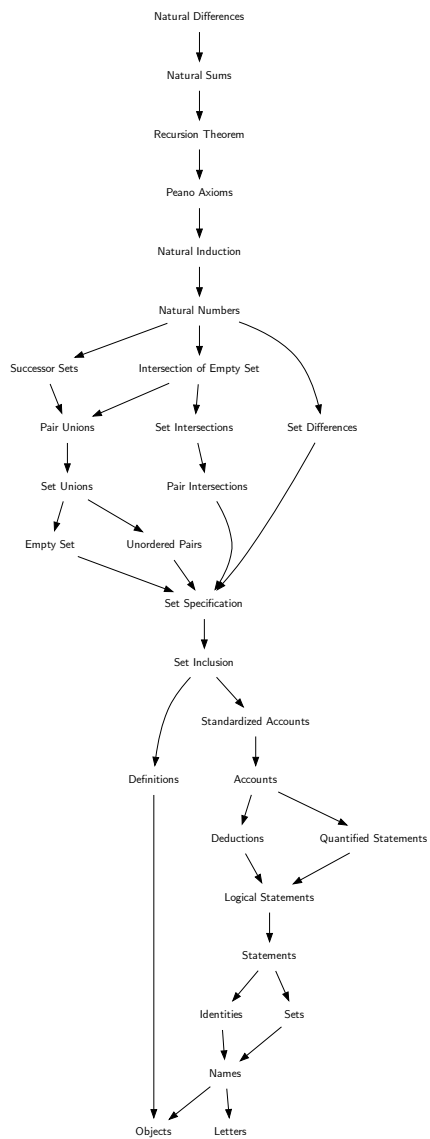 Natural Differences
Natural Sums
Recursion Theorem
Peano Axioms
Natural Induction
Natural Numbers
Successor Sets
Intersection of Empty Set
Pair Unions
Set Intersections
Set Differences
Set Unions
Pair Intersections
Empty Set
Unordered Pairs
Set Specification
Set Inclusion
Standardized Accounts
Definitions
Accounts
Deductions
Quantified Statements
Logical Statements
Statements
Identities
Sets
Names
Objects
Letters